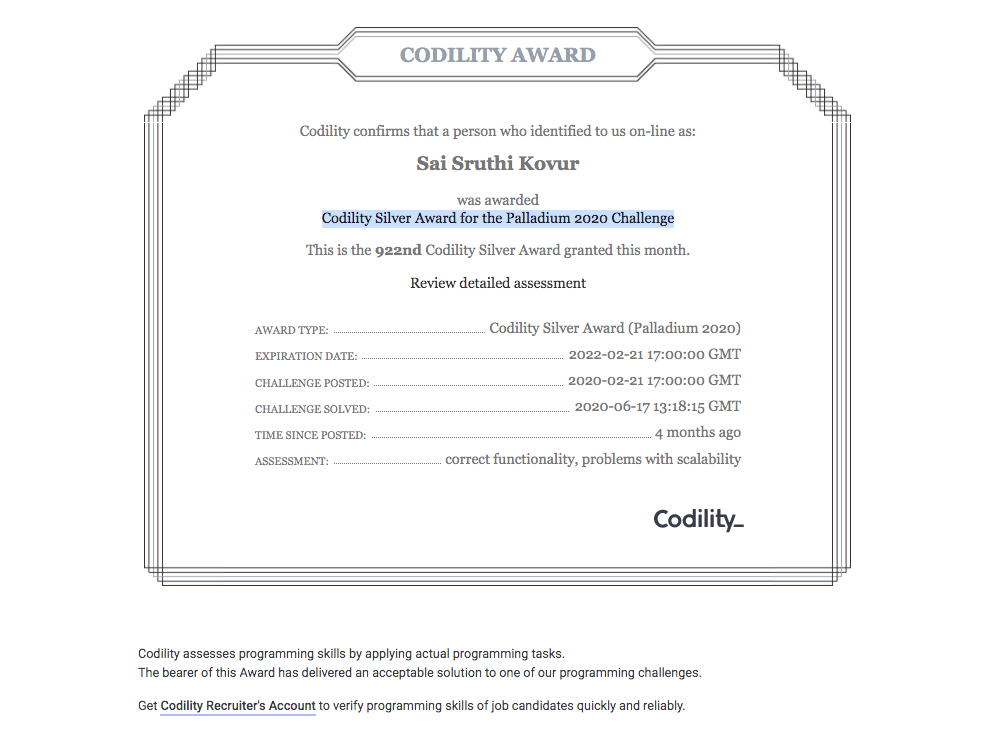 CODILITY AWARD
Codility confirms that a person who identified to us on-line as:
Sai Sruthi Kovur
was awarded
Codility Silver Award for the Palladium 2020 Challenge
This is the 922nd Codility Silver Award granted this month.
Review detailed assessment
AWARD TYPE: Codility Silver Award (Palladium 2020)
EXPIRATION DATE: 2022-02-21 17:00:00 GMT
CHALLENGE POSTED: 2020-02-21 17:00:00 GMT
CHALLENGE SOLVED: 2020-06-17 13:18:15 GMT
TIME SINCE POSTED: 4 months ago
ASSESSMENT: correct functionality, problems with scalability
Codility_
Codility assesses programming skills by applying actual programming tasks.
The bearer of this Award has delivered an acceptable solution to one of our programming challenges.
Get Codility Recruiter's Account to verify programming skills of job candidates quickly and reliably.